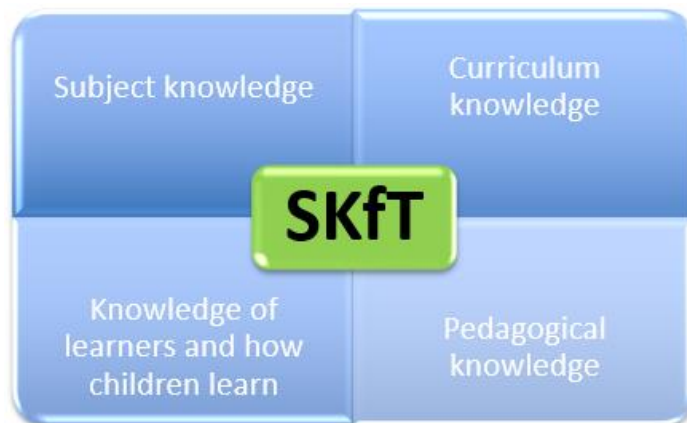 Subject knowledge
Curriculum
knowledge
SKfT
Knowledge of
learners and how
children learn
Pedagogical
knowledge